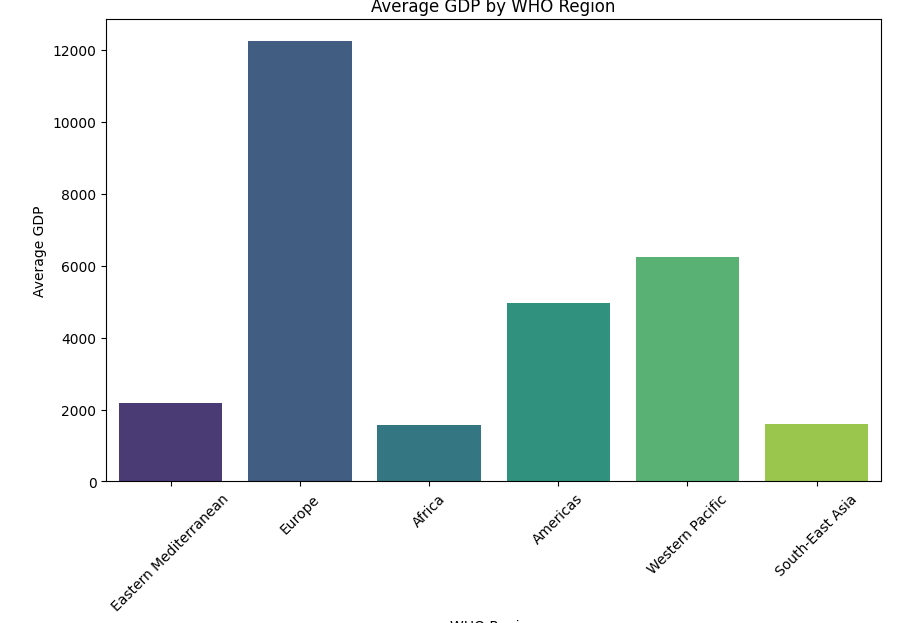 Average GDP by WHO Region
12000
10000
8000
6000
4000
2000
0
Average GDP
Eastern Mediterranean
Europe
Africa
Americas
Western Pacific
South-East Asia
WHO